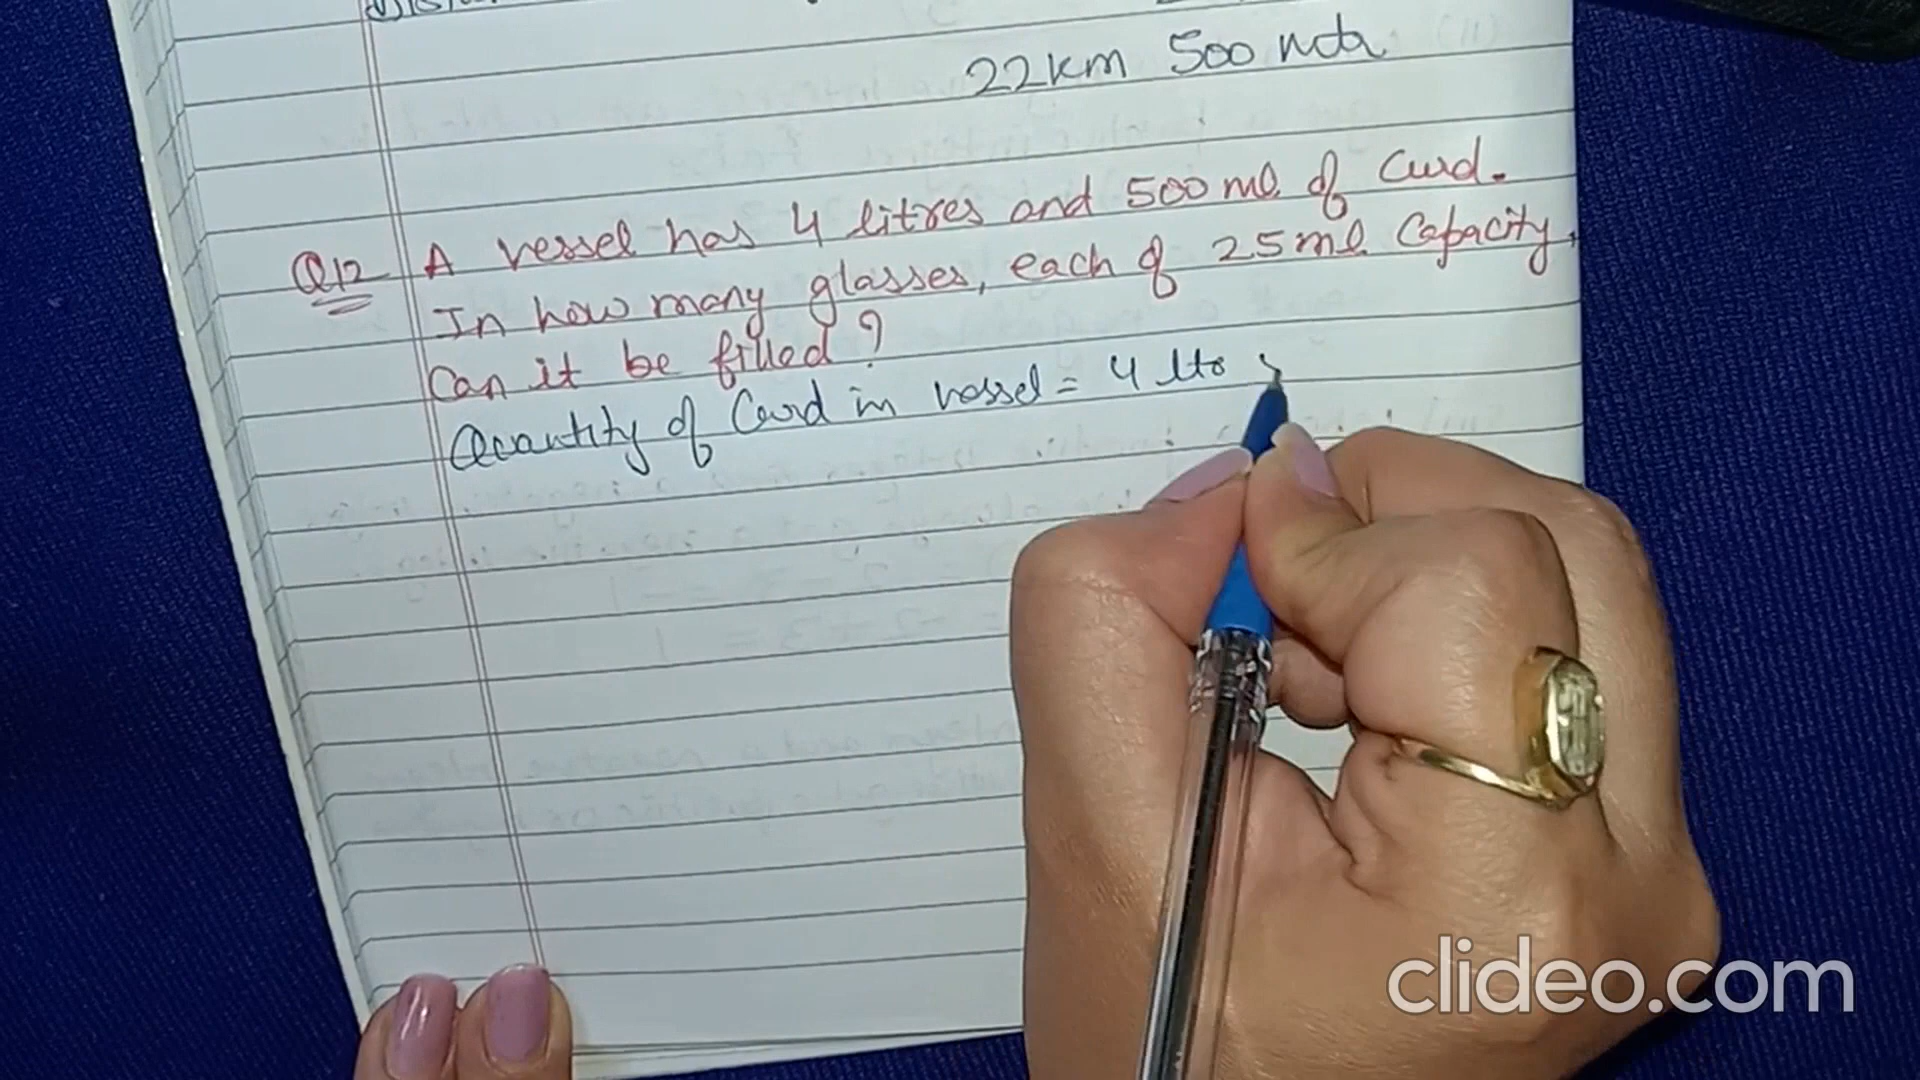 22km 500 mtr
Q12 A vessel has 4 litres and 500 ml. of Curd.
In how many glasses, each of 25 ml. Capacity,
Can it be filled?
Quantity of Curd in vessel = 4 ltrs
clideo.com